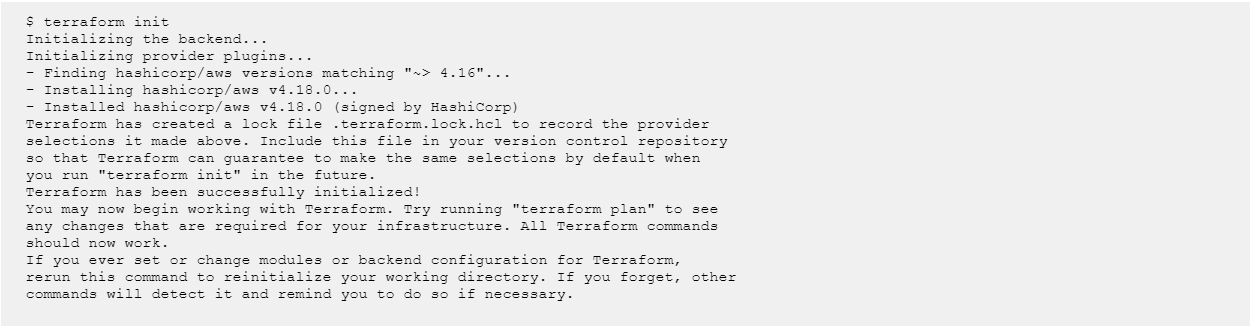 $ terraform init
Initializing the backend...
Initializing provider plugins...
- Finding hashicorp/aws versions matching "~> 4.16"...
- Installing hashicorp/aws v4.18.0...
- Installed hashicorp/aws v4.18.0 (signed by HashiCorp)
Terraform has created a lock file .terraform.lock.hcl to record the provider
selections it made above. Include this file in your version control repository
so that Terraform can guarantee to make the same selections by default when
you run "terraform init" in the future.
Terraform has been successfully initialized!
You may now begin working with Terraform. Try running "terraform plan" to see
any changes that are required for your infrastructure. All Terraform commands
should now work.
If you ever set or change modules or backend configuration for Terraform,
rerun this command to reinitialize your working directory. If you forget, other
commands will detect it and remind you to do so if necessary.